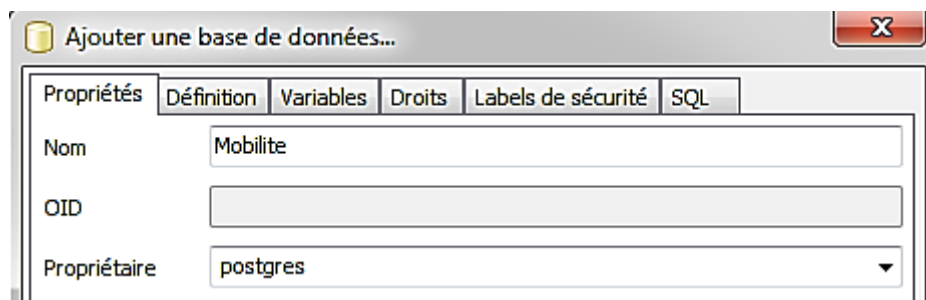 Ajouter une base de données...
Propriétés Définition Variables Droits Labels de sécurité SQL
Nom Mobilite
OID
Propriétaire postgres